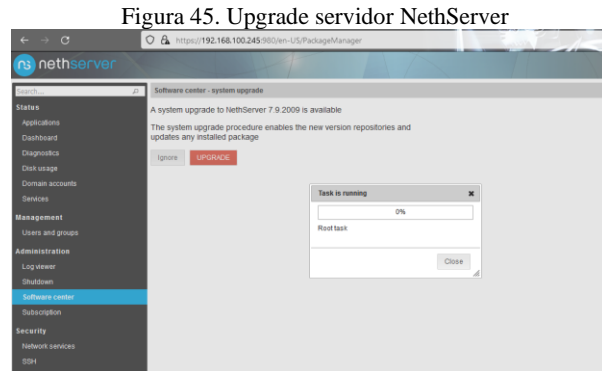 Figura 45. Upgrade servidor NethServer
https://192.168.100.245:980/en-US/PackageManager
nethserver
Search...
Status
Applications
Dashboard
Diagnostics
Disk usage
Domain accounts
Services
Management
Users and groups
Administration
Log viewer
Shutdown
Software center
Subscription
Security
Network services
SSH
Software center - system upgrade
A system upgrade to NethServer 7.9.2009 is available
The system upgrade procedure enables the new version repositories and
updates any installed package
Ignore UPGRADE
Task is running
0%
Root task
Close